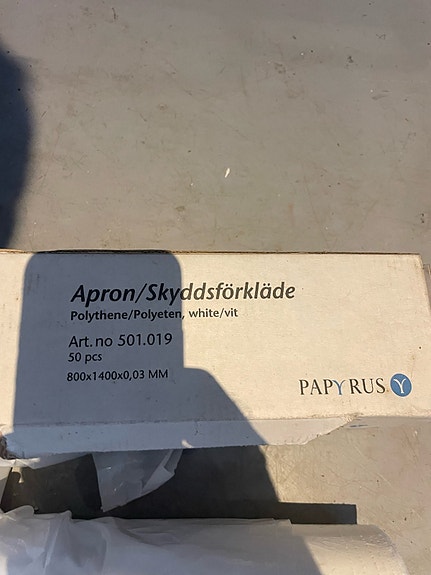 Apron/Skyddsförkläde
Polythene/Polyeten, white/vit
Art. no 501.019
50 pcs
800x1400x0,03 MM
PAPYRUS